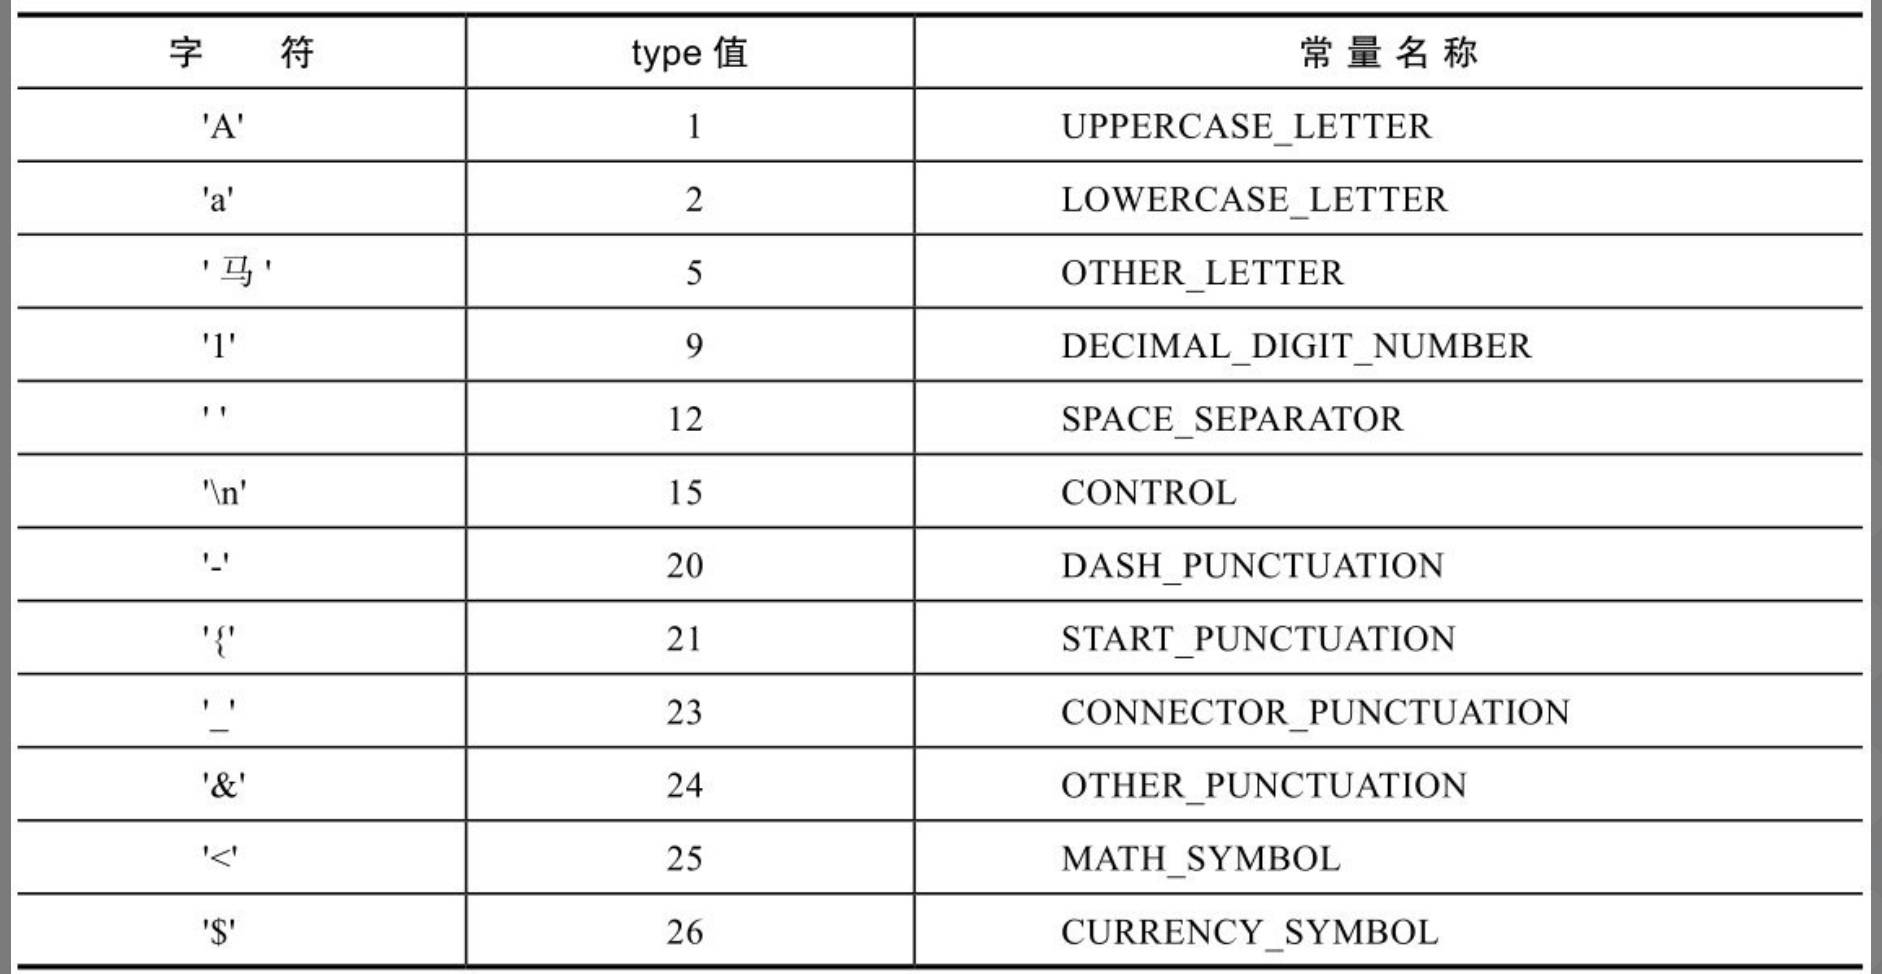 字 符 type 值 常量名称
'A' 1 UPPERCASE_LETTER
'a' 2 LOWERCASE_LETTER
'马' 5 OTHER_LETTER
'1' 9 DECIMAL_DIGIT_NUMBER
' ' 12 SPACE_SEPARATOR
'\n' 15 CONTROL
'-' 20 DASH_PUNCTUATION
'{' 21 START_PUNCTUATION
'_' 23 CONNECTOR_PUNCTUATION
'&' 24 OTHER_PUNCTUATION
'<' 25 MATH_SYMBOL
'$' 26 CURRENCY_SYMBOL